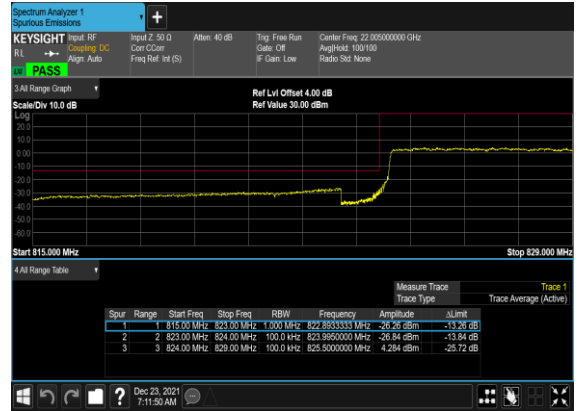 Spectrum Analyzer 1
Spurious Emissions
+
KEYSIGHT Input: RF Input Z: 50 Ω Atten: 40 dB Trig: Free Run Center Freq: 22.005000000 GHz
RL Coupling: DC Corr CCorr Gate: Off Avg|Hold: 100/100
Align: Auto Freq Ref: Int (S) IF Gain: Low Radio Std: None
LM PASS
3 All Range Graph
Ref Lvl Offset 4.00 dB
Scale/Div 10.0 dB Ref Value 30.00 dBm
Log
20.0
10.0
0.00
-10.0
-20.0
-30.0
-40.0
-50.0
-60.0
Start 815.000 MHz Stop 829.000 MHz
4 All Range Table
Measure Trace Trace 1
Trace Type Trace Average (Active)
Spur Range Start Freq Stop Freq RBW Frequency Amplitude ΔLimit
1 1 815.00 MHz 823.00 MHz 1.000 MHz 822.8933333 MHz -26.26 dBm -13.26 dB
2 2 823.00 MHz 824.00 MHz 100.0 kHz 823.9950000 MHz -26.84 dBm -13.84 dB
3 3 824.00 MHz 829.00 MHz 100.0 kHz 825.5000000 MHz 4.284 dBm -25.72 dB
? Dec 23, 2021
7:11:50 AM